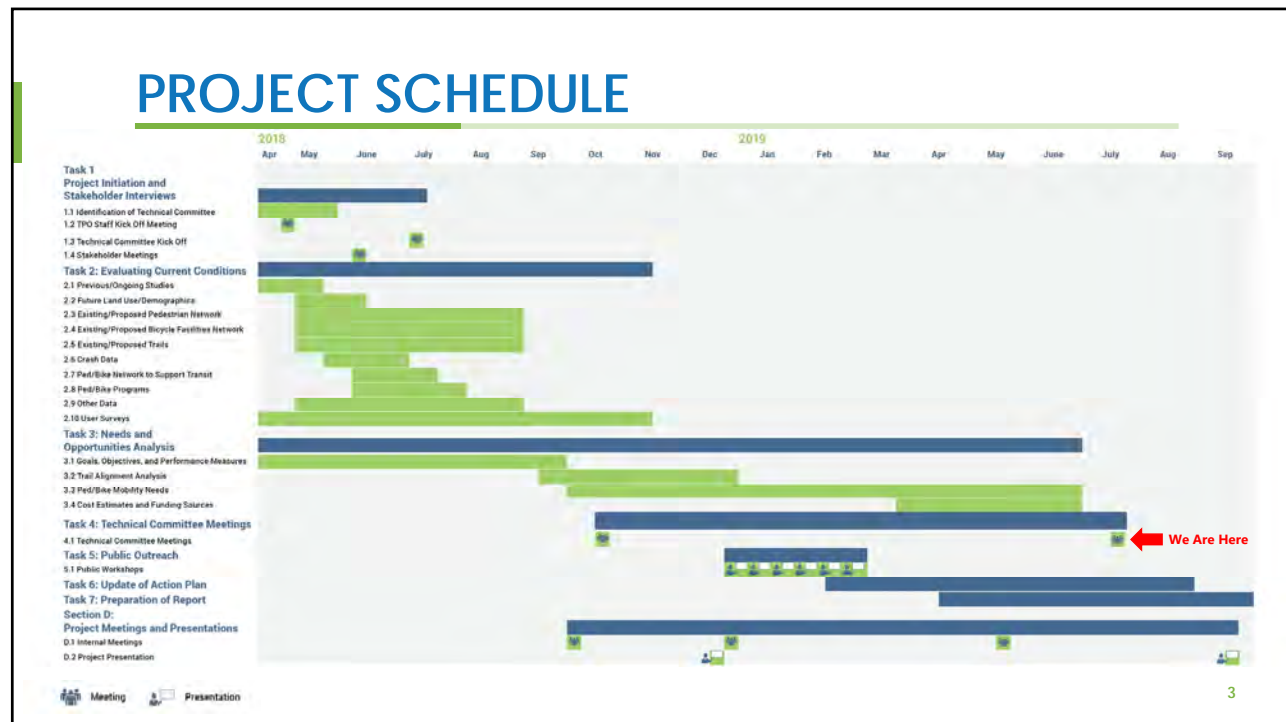 PROJECT SCHEDULE
2018 2019
Apr May June July Aug Sep Oct Nov Dec Jan Feb Mar Apr May June July Aug Sep
Task 1
Project Initiation and
Stakeholder Interviews
1.1 Identification of Technical Committee
1.2 TPO Staff Kick Off Meeting
1.3 Technical Committee Kick Off
1.4 Stakeholder Meetings
Task 2: Evaluating Current Conditions
2.1 Previous/Ongoing Studies
2.2 Future Land Use/Demographics
2.3 Existing/Proposed Pedestrian Network
2.4 Existing/Proposed Bicycle Facilities Network
2.5 Existing/Proposed Trails
2.6 Crash Data
2.7 Ped/Bike Network to Support Transit
2.8 Ped/Bike Programs
2.9 Other Data
2.10 User Surveys
Task 3: Needs and
Opportunities Analysis
3.1 Goals, Objectives, and Performance Measures
3.2 Trail Alignment Analysis
3.3 Ped/Bike Mobility Needs
3.4 Cost Estimates and Funding Sources
Task 4: Technical Committee Meetings
4.1 Technical Committee Meetings
We Are Here
Task 5: Public Outreach
5.1 Public Workshops
Task 6: Update of Action Plan
Task 7: Preparation of Report
Section D:
Project Meetings and Presentations
D.1 Internal Meetings
D.2 Project Presentation
Meeting Presentation
3